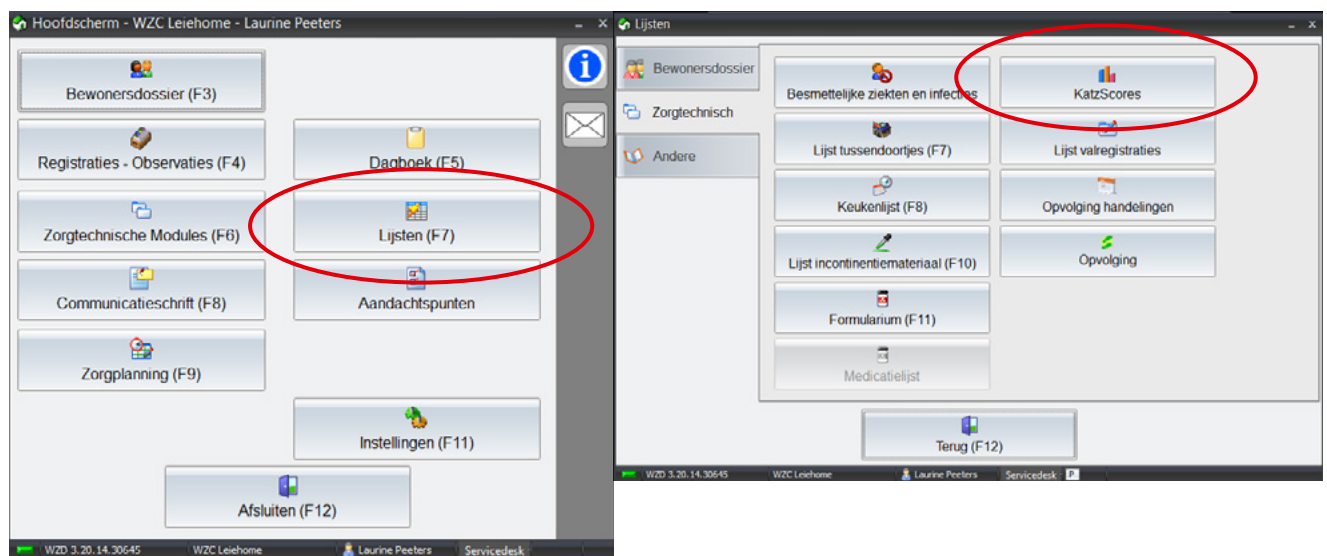 Hoofdscherm - WZC Leiehome - Laurine Peeters
Bewonersdossier (F3)
Registraties - Observaties (F4)
Dagboek (F5)
Zorgtechnische Modules (F6)
Lijsten (F7)
Communicatieschrift (F8)
Aandachtspunten
Zorgplanning (F9)
Instellingen (F11)
Afsluiten (F12)
WZD 3.20.14.30645 WZC Leiehome Laurine Peeters Servicedesk
Lijsten
Bewonersdossier
Zorgtechnisch
Andere
Besmettelijke ziekten en infecties
KatzScores
Lijst tussendoortjes (F7)
Lijst valregistraties
Keukenlijst (F8)
Opvolging handelingen
Lijst incontinentiemateriaal (F10)
Opvolging
Formularium (F11)
Medicatielijst
Terug (F12)
WZD 3.20.14.30645 WZC Leiehome Laurine Peeters Servicedesk P